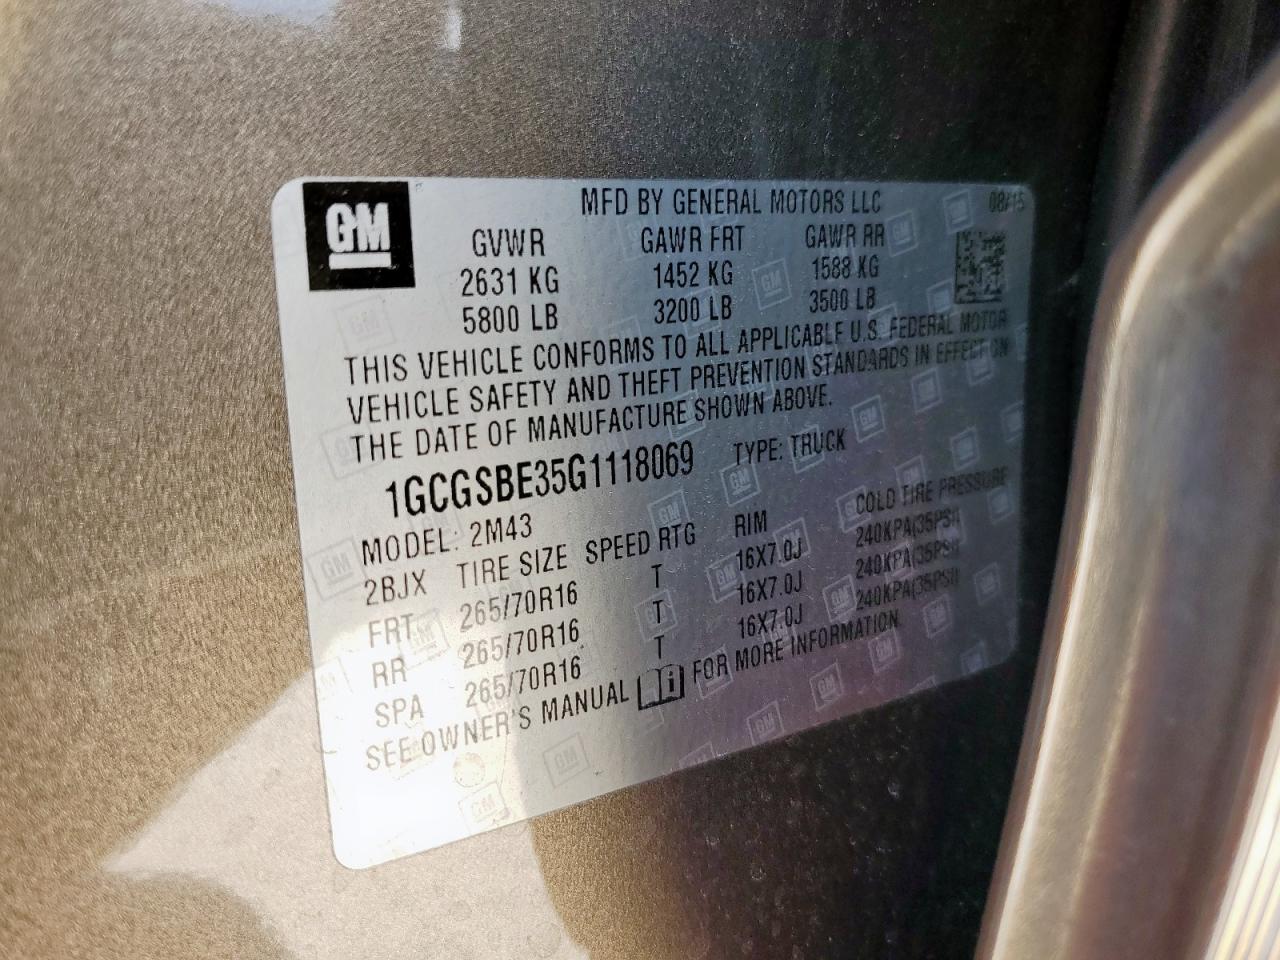 GM
MFD BY GENERAL MOTORS LLC 08/15
GVWR GAWR FRT GAWR RR
2631 KG 1452 KG 1588 KG
5800 LB 3200 LB 3500 LB
THIS VEHICLE CONFORMS TO ALL APPLICABLE U.S. FEDERAL MOTOR
VEHICLE SAFETY AND THEFT PREVENTION STANDARDS IN EFFECT ON
THE DATE OF MANUFACTURE SHOWN ABOVE.
1GCGSBE35G1118069 TYPE: TRUCK
MODEL: 2M43
2BJX TIRE SIZE SPEED RTG RIM COLD TIRE PRESSURE
FRT 265/70R16 T 16X7.0J 240KPA(35PSI)
RR 265/70R16 T 16X7.0J 240KPA(35PSI)
SPA 265/70R16 T 16X7.0J 240KPA(35PSI)
SEE OWNER'S MANUAL i FOR MORE INFORMATION.